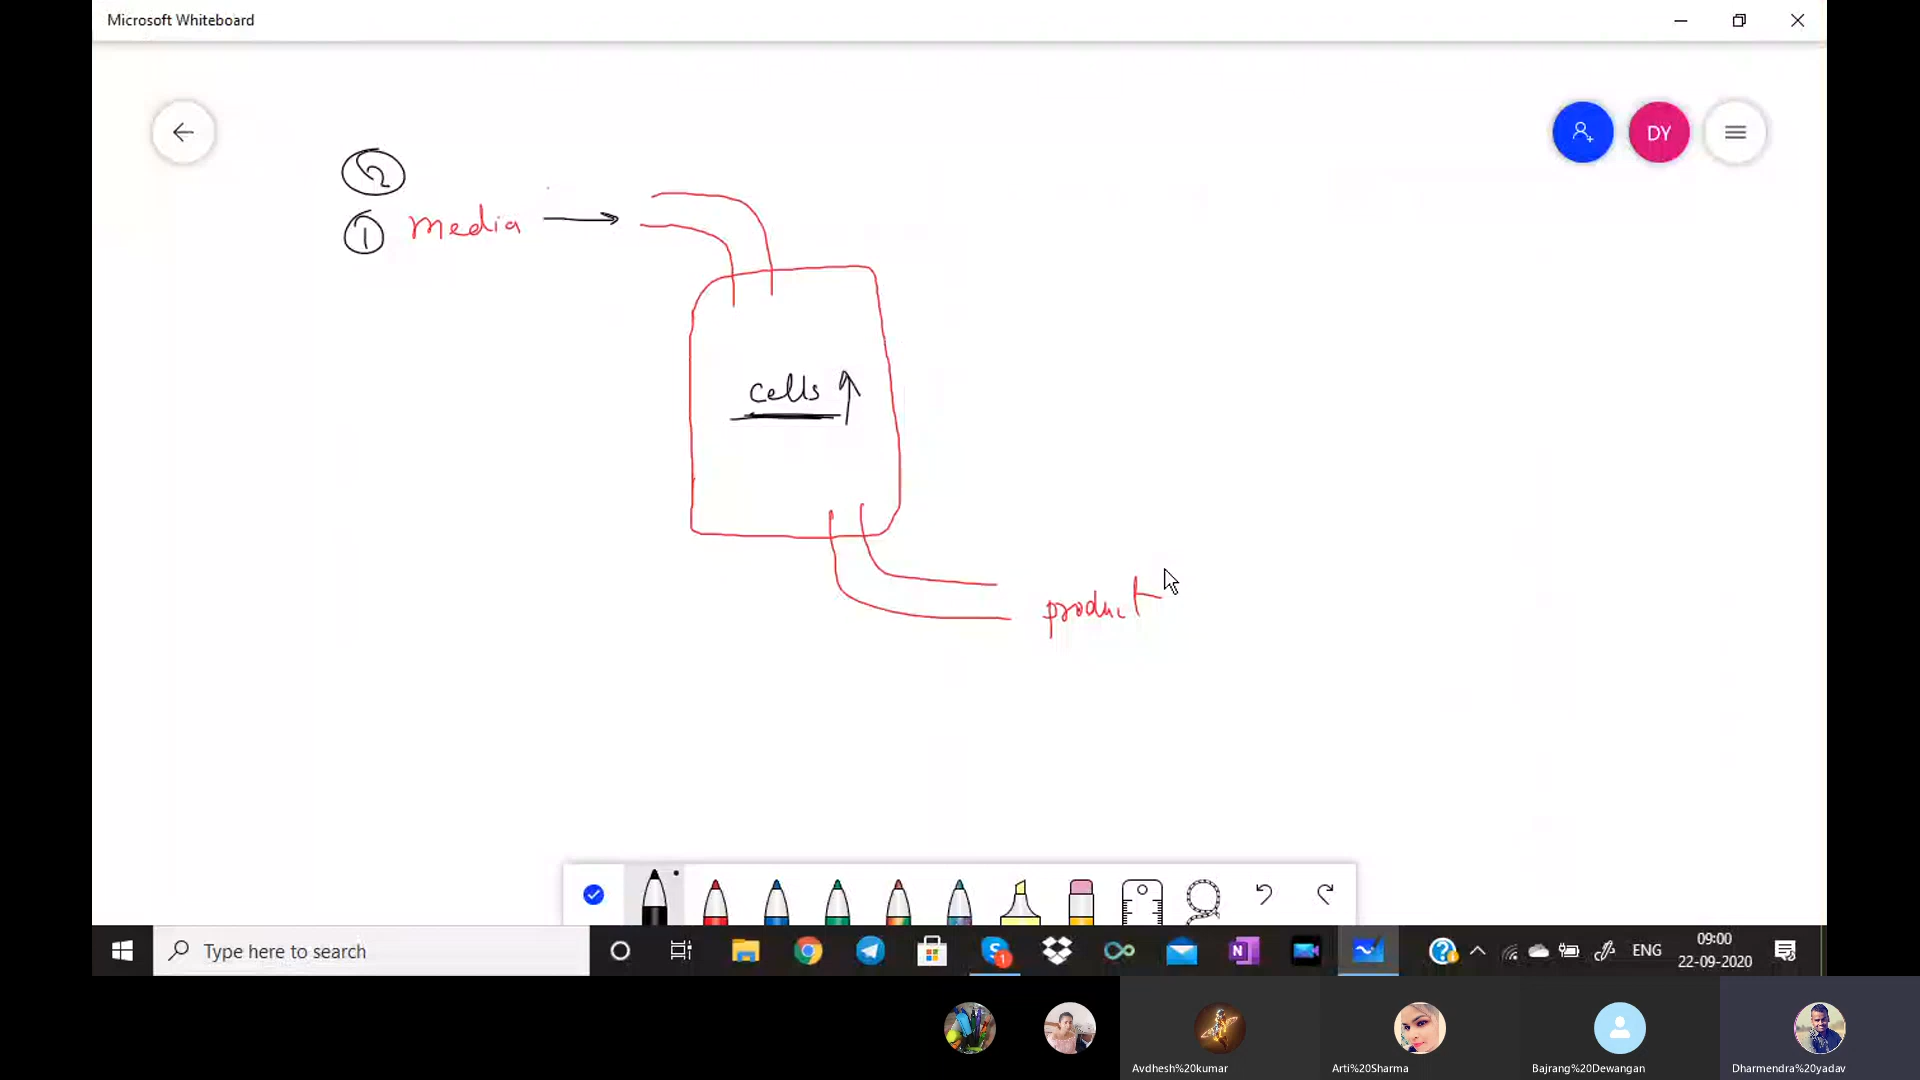 Microsoft Whiteboard
DY
2
1 media →
cells ↑
product
Type here to search
1
ENG
09:00
22-09-2020
Avdhesh%20kumar
Arti%20Sharma
Bajrang%20Dewangan
Dharmendra%20yadav